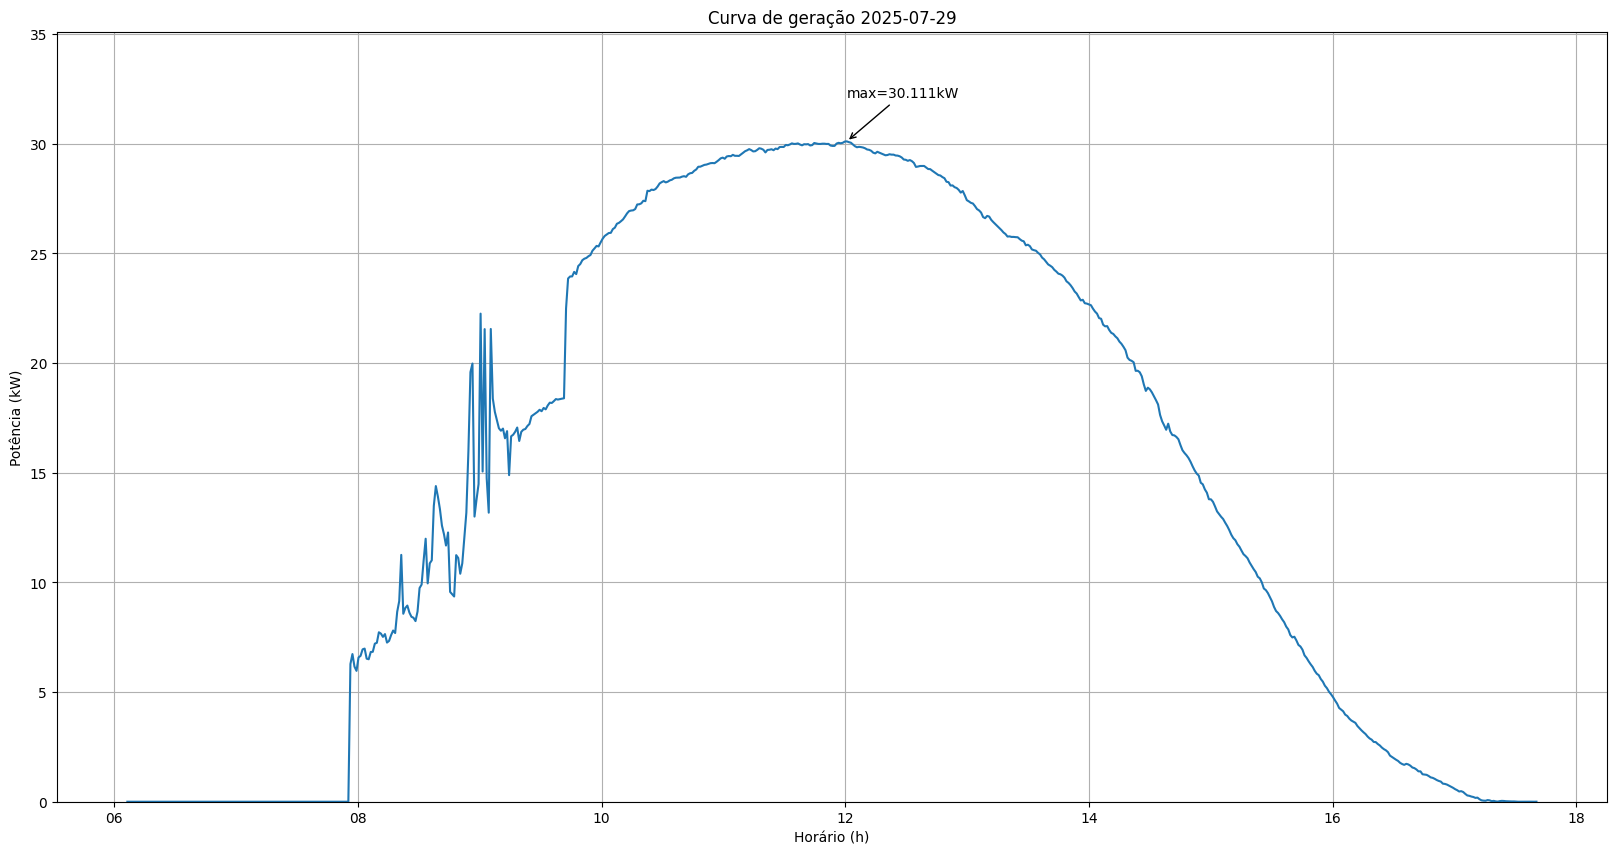 Curva de geração 2025-07-29
35
max=30.111kW
30
25
20
15
10
5
0
Potência (kW)
06 08 10 12 14 16 18
Horário (h)